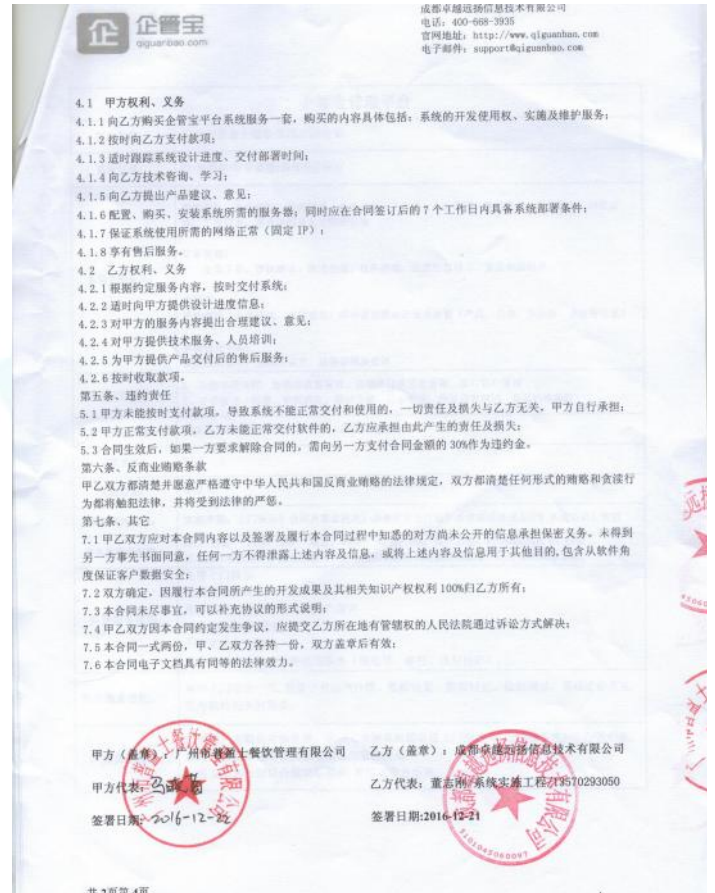 企管宝
qiguanbao.com
成都卓越远扬信息技术有限公司
电话：400-668-3935
官网地址：http://www.qiguanbao.com
电子邮件：support@qiguanbao.com
4.1 甲方权利、义务
4.1.1 向乙方购买企管宝平台系统服务一套，购买的内容具体包括：系统的开发使用权、实施及维护服务；
4.1.2 按时向乙方支付款项；
4.1.3 适时跟踪系统设计进度、交付部署时间；
4.1.4 向乙方技术咨询、学习；
4.1.5 向乙方提出产品建议、意见；
4.1.6 配置、购买、安装系统所需的服务器；同时应在合同签订后的 7 个工作日内具备系统部署条件；
4.1.7 保证系统使用所需的网络正常（固定 IP）；
4.1.8 享有售后服务。
4.2 乙方权利、义务
4.2.1 根据约定服务内容，按时交付系统；
4.2.2 适时向甲方提供设计进度信息；
4.2.3 对甲方的服务内容提出合理建议、意见；
4.2.4 对甲方提供技术服务、人员培训；
4.2.5 为甲方提供产品交付后的售后服务；
4.2.6 按时收取款项。
第五条、违约责任
5.1 甲方未能按时支付款项，导致系统不能正常交付和使用的，一切责任及损失与乙方无关，甲方自行承担；
5.2 甲方正常支付款项，乙方未能正常交付软件的，乙方应承担由此产生的责任及损失；
5.3 合同生效后，如果一方要求解除合同的，需向另一方支付合同金额的 30%作为违约金。
第六条、反商业贿赂条款
甲乙双方都清楚并愿意严格遵守中华人民共和国反商业贿赂的法律规定，双方都清楚任何形式的贿赂和贪渎行
为都将触犯法律，并将受到法律的严惩。
第七条、其它
7.1 甲乙双方应对本合同内容以及签署及履行本合同过程中知悉的对方尚未公开的信息承担保密义务。未得到
另一方事先书面同意，任何一方不得泄露上述内容及信息，或将上述内容及信息用于其他目的，包含从软件角
度保证客户数据安全；
7.2 双方确定，因履行本合同所产生的开发成果及其相关知识产权权利 100%归乙方所有；
7.3 本合同未尽事宜，可以补充协议的形式说明；
7.4 甲乙双方因本合同约定发生争议，应提交乙方所在地有管辖权的人民法院通过诉讼方式解决；
7.5 本合同一式两份，甲、乙双方各持一份，双方盖章后有效；
7.6 本合同电子文档具有同等的法律效力。
甲方（盖章）：广州市普盈士餐饮管理有限公司
乙方（盖章）：成都卓越远扬信息技术有限公司
甲方代表：
乙方代表：董志刚/系统实施工程/13570293050
签署日期：2016-12-22
签署日期:2016-12-21
5101045060097